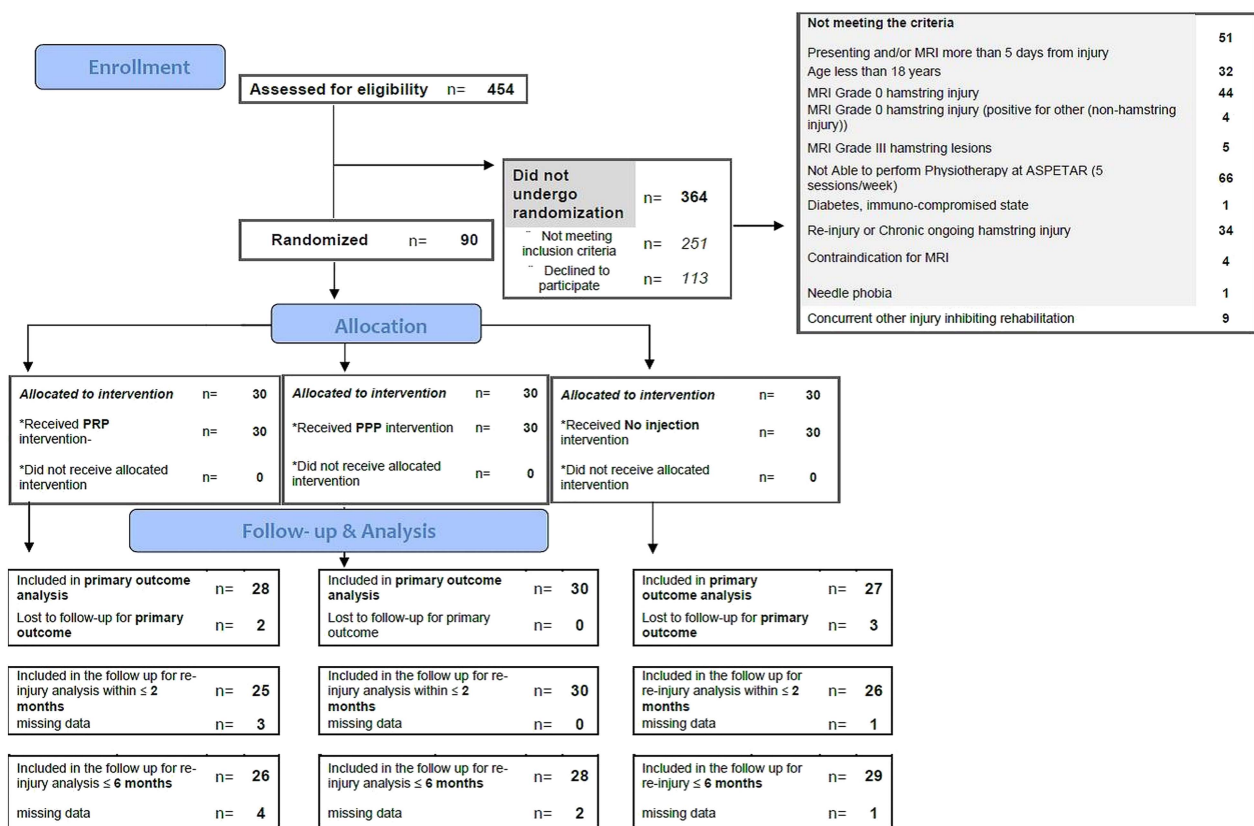 Enrollment
Assessed for eligibility n= 454
Did not
undergo
randomization
n= 364
¨ Not meeting
inclusion criteria
n= 251
¨ Declined to
participate
n= 113
Not meeting the criteria
Presenting and/or MRI more than 5 days from injury 51
Age less than 18 years 32
MRI Grade 0 hamstring injury 44
MRI Grade 0 hamstring injury (positive for other (non-hamstring
injury)) 4
MRI Grade III hamstring lesions 5
Not Able to perform Physiotherapy at ASPETAR (5
sessions/week) 66
Diabetes, immuno-compromised state 1
Re-injury or Chronic ongoing hamstring injury 34
Contraindication for MRI 4
Needle phobia 1
Concurrent other injury inhibiting rehabilitation 9
Randomized n= 90
Allocation
Allocated to intervention n= 30
*Received PRP
intervention- n= 30
*Did not receive allocated
intervention n= 0
Allocated to intervention n= 30
*Received PPP intervention n= 30
*Did not receive allocated
intervention n= 0
Allocated to intervention n= 30
*Received No injection
intervention n= 30
*Did not receive allocated
intervention n= 0
Follow- up & Analysis
Included in primary outcome
analysis n= 28
Lost to follow-up for primary
outcome n= 2
Included in primary outcome
analysis n= 30
Lost to follow-up for primary
outcome n= 0
Included in primary
outcome analysis n= 27
Lost to follow-up for primary
outcome n= 3
Included in the follow up for re-
injury analysis within ≤ 2
months n= 25
missing data n= 3
Included in the follow up for re-
injury analysis within ≤ 2
months n= 30
missing data n= 0
Included in the follow up for
re-injury analysis within ≤ 2
months n= 26
missing data n= 1
Included in the follow up for re-
injury analysis ≤ 6 months n= 26
missing data n= 4
Included in the follow up for re-
injury analysis ≤ 6 months n= 28
missing data n= 2
Included in the follow up for
re-injury ≤ 6 months n= 29
missing data n= 1